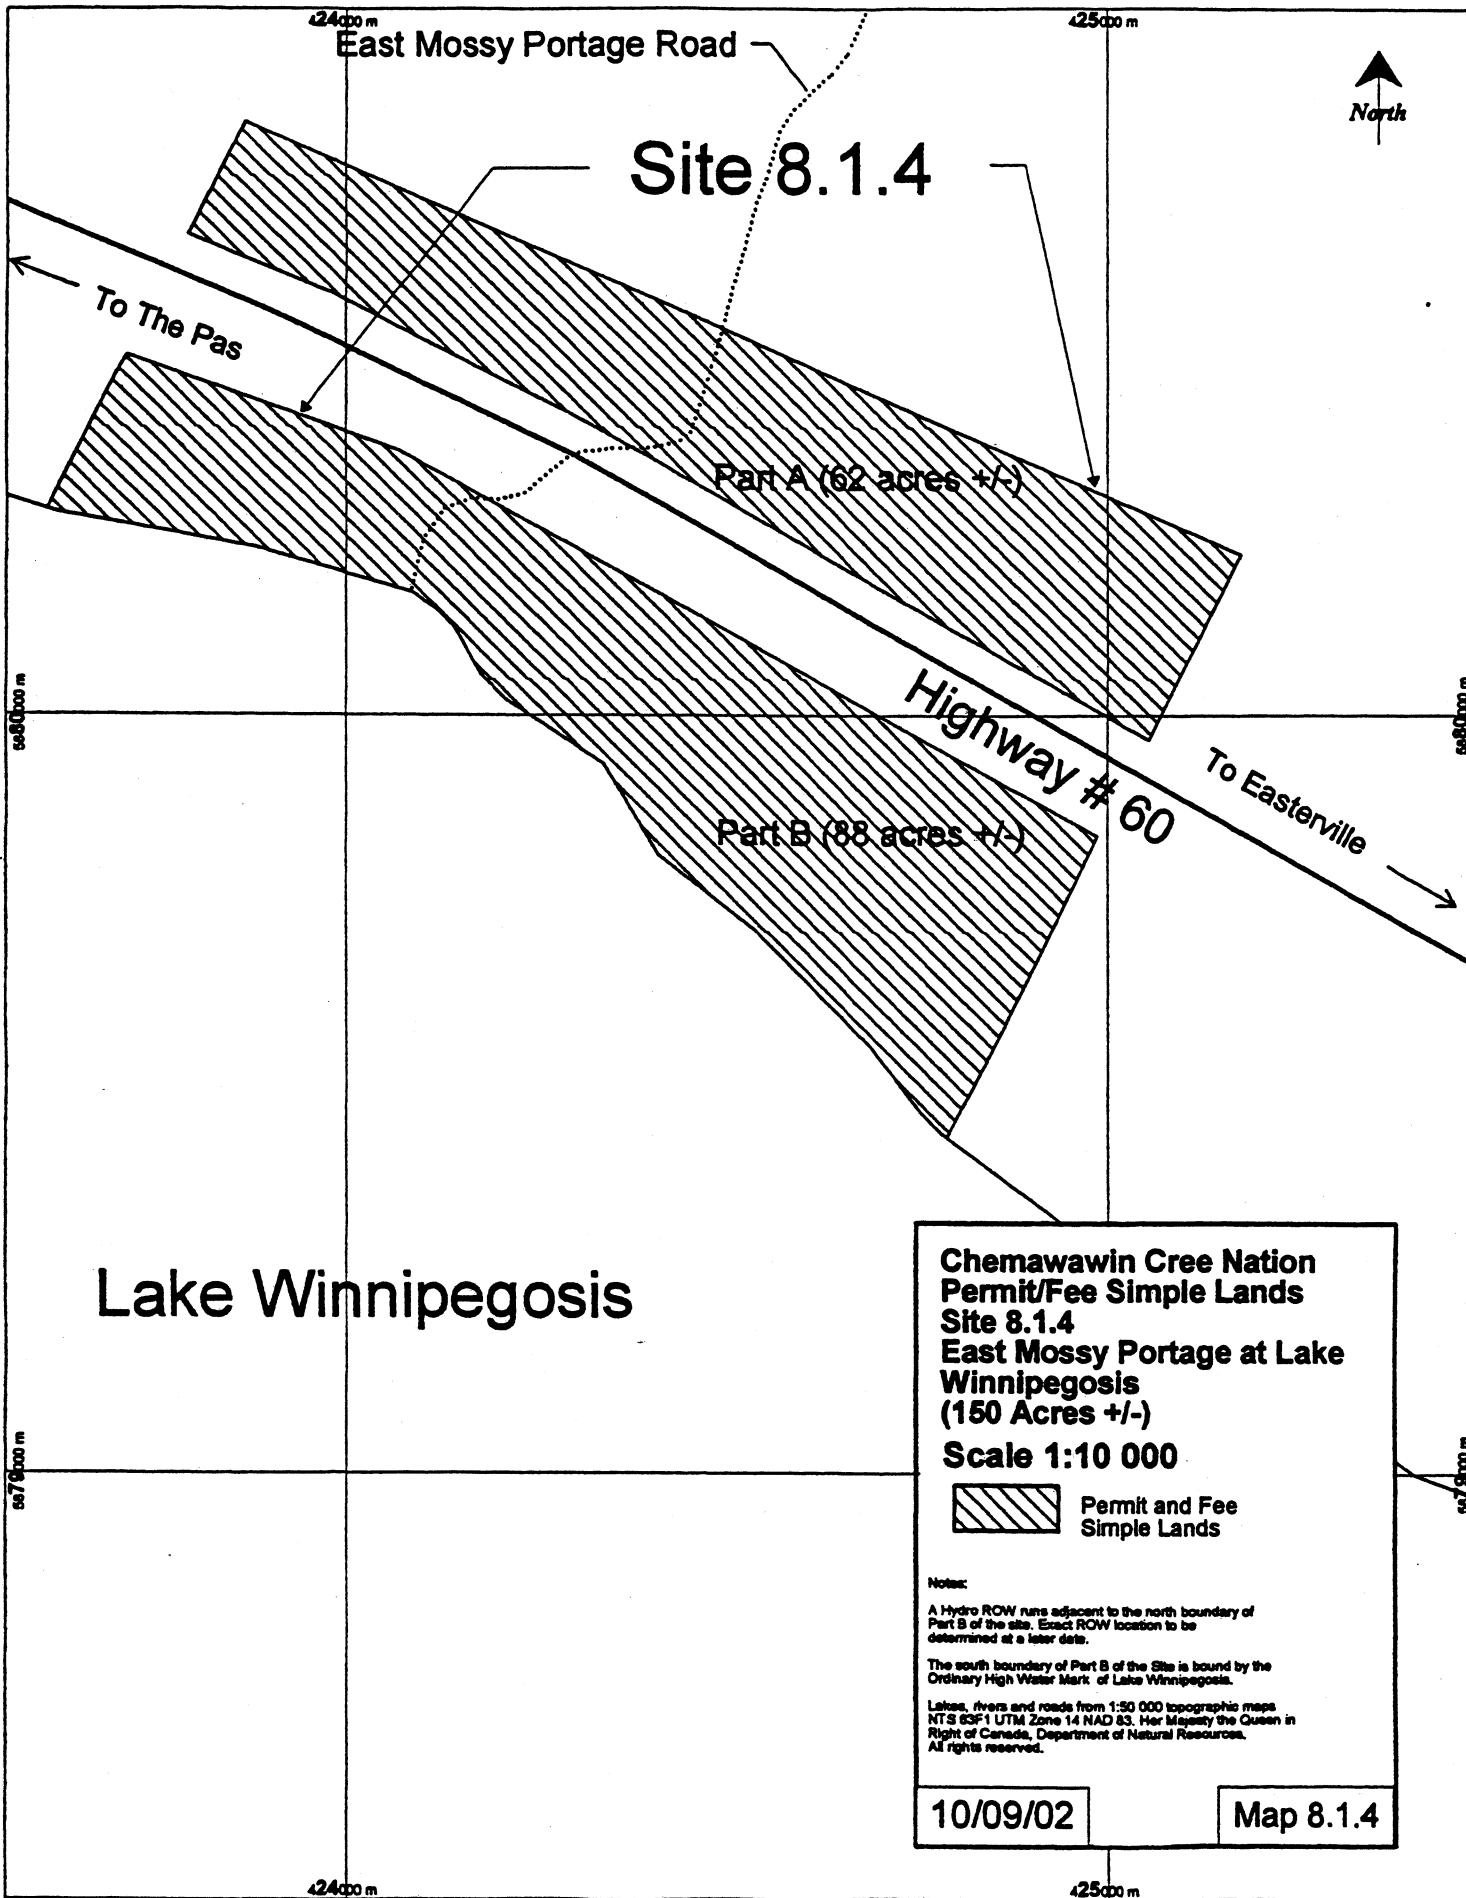 424000 m
425000 m
East Mossy Portage Road
North
Site 8.1.4
To The Pas
Part A (62 acres +/-)
Highway # 60
5880000 m
5880000 m
To Easterville
Part B (88 acres +/-)
Lake Winnipegosis
Chemawawin Cree Nation
Permit/Fee Simple Lands
Site 8.1.4
East Mossy Portage at Lake
Winnipegosis
(150 Acres +/-)
Scale 1:10 000
Permit and Fee
Simple Lands
5879000 m
5879000 m
Notes:
A Hydro ROW runs adjacent to the north boundary of
Part B of the site. Exact ROW location to be
determined at a later date.
The south boundary of Part B of the Site is bound by the
Ordinary High Water Mark of Lake Winnipegosis.
Lakes, rivers and roads from 1:50 000 topographic maps
NTS 63F1 UTM Zone 14 NAD 83. Her Majesty the Queen in
Right of Canada, Department of Natural Resources.
All rights reserved.
10/09/02
Map 8.1.4
424000 m
425000 m